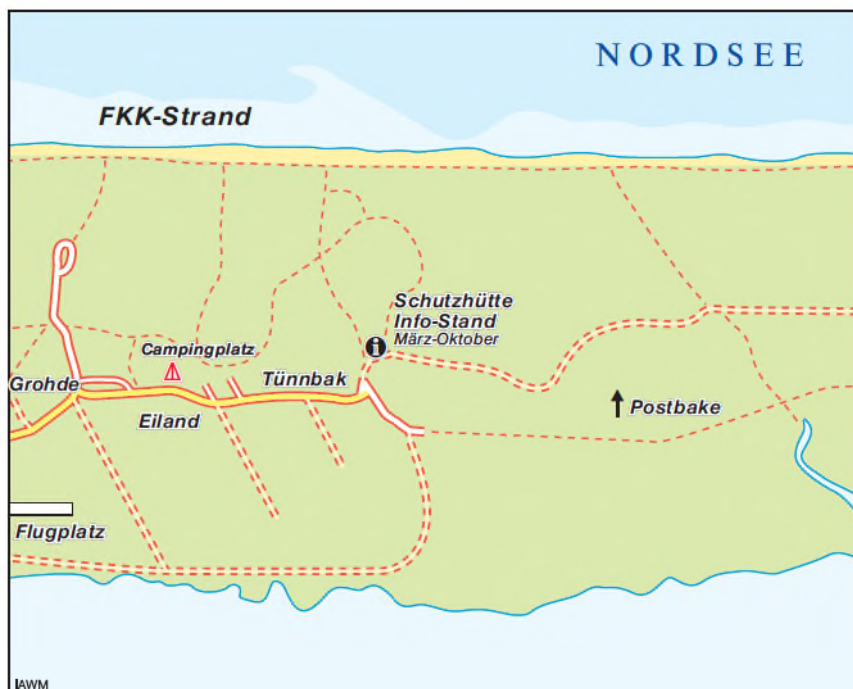 NORDSEE
FKK-Strand
Schutzhütte
Info-Stand
März-Oktober
i
Campingplatz
Grohde
Tünnbak
Eiland
Postbake
Flugplatz
AWM